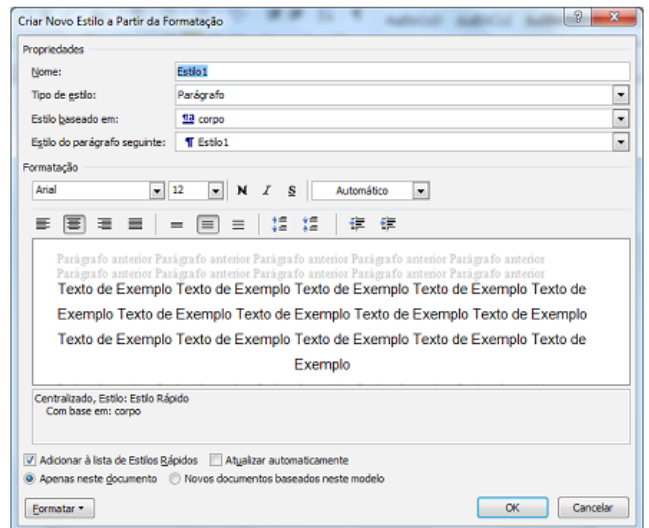 Criar Novo Estilo a Partir da Formatação
Propriedades
Nome: Estilo1
Tipo de estilo: Parágrafo
Estilo baseado em: ¶a corpo
Estilo do parágrafo seguinte: ¶ Estilo1
Formatação
Arial 12 N I S Automático
Parágrafo anterior Parágrafo anterior Parágrafo anterior Parágrafo anterior Parágrafo anterior
Parágrafo anterior Parágrafo anterior Parágrafo anterior Parágrafo anterior Parágrafo anterior
Texto de Exemplo Texto de Exemplo Texto de Exemplo Texto de Exemplo Texto de
Exemplo Texto de Exemplo Texto de Exemplo Texto de Exemplo Texto de Exemplo
Texto de Exemplo Texto de Exemplo Texto de Exemplo Texto de Exemplo Texto de
Exemplo
Centralizado, Estilo: Estilo Rápido
Com base em: corpo
Adicionar à lista de Estilos Rápidos Atualizar automaticamente
Apenas neste documento Novos documentos baseados neste modelo
Formatar OK Cancelar